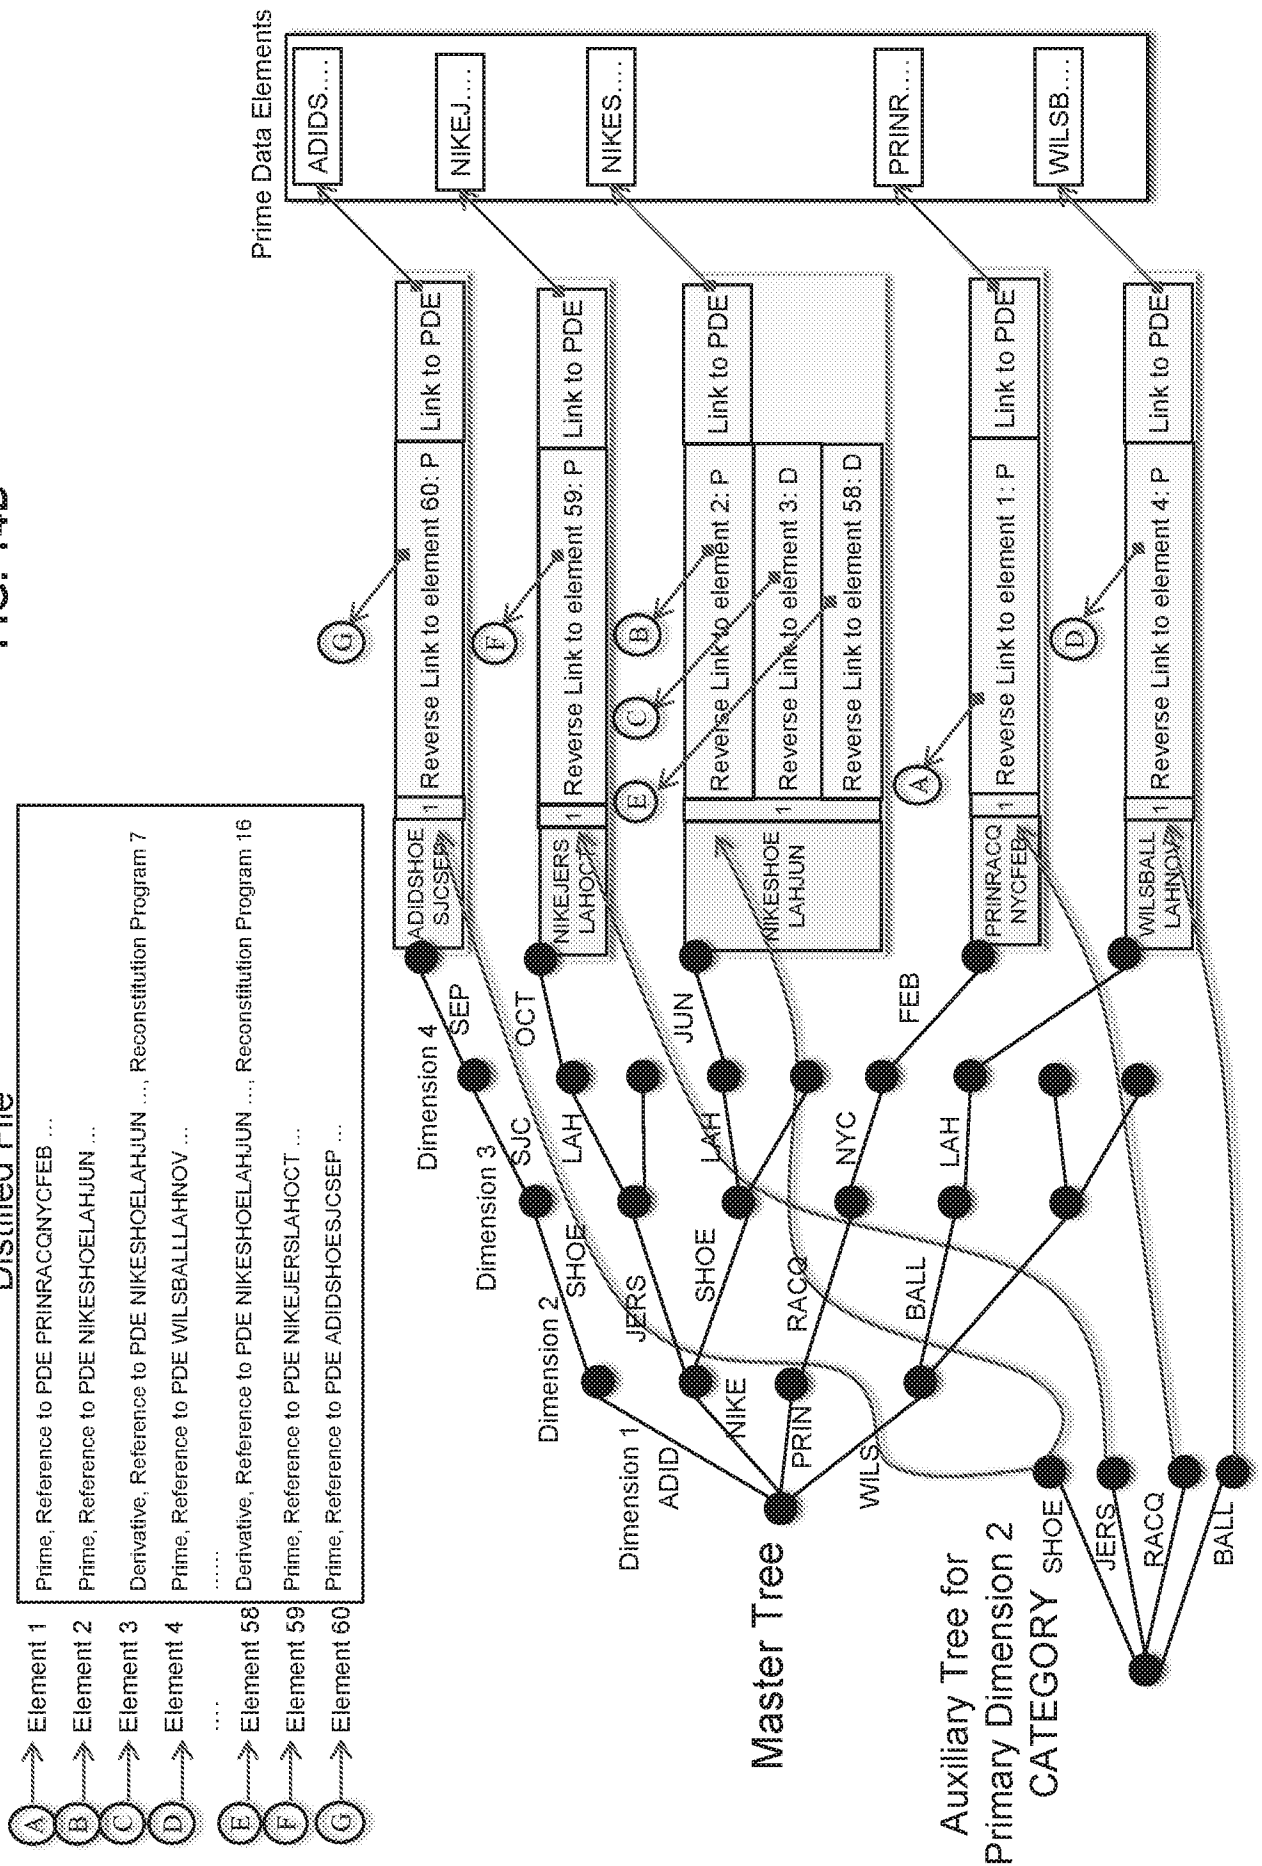 Distilled File
Element 1
Prime, Reference to PDE PRINRACQNYCFEB ...
Element 2
Prime, Reference to PDE NIKESHOELAHJUN ...
Element 3
Derivative, Reference to PDE NIKESHOELAHJUN ..., Reconstitution Program 7
Element 4
Prime, Reference to PDE WILSBALLLAHNOV ...
....
......
Element 58
Derivative, Reference to PDE NIKESHOELAHJUN ..., Reconstitution Program 16
Element 59
Prime, Reference to PDE NIKEJERSLAHOCT ...
Element 60
Prime, Reference to PDE ADIDSHOESJCSEP ...
A
B
C
D
E
F
G
Prime Data Elements
ADIDS....
NIKEJ....
NIKES....
PRINR....
WILSB....
ADIDSHOE
SJCSEP
1
Reverse Link to element 60: P
Link to PDE
G
NIKEJERS
LAHOCT
1
Reverse Link to element 59: P
Link to PDE
F
NIKESHOE
LAHJUN
1
Reverse Link to element 2: P
Link to PDE
Reverse Link to element 3: D
Reverse Link to element 58: D
B
C
E
PRINRACQ
NYCFEB
1
Reverse Link to element 1: P
Link to PDE
A
WILSBALL
LAHNOV
1
Reverse Link to element 4: P
Link to PDE
D
Master Tree
Dimension 1
Dimension 2
Dimension 3
Dimension 4
ADID
SHOE
SJC
SEP
NIKE
JERS
LAH
OCT
SHOE
LAH
JUN
PRIN
RACQ
NYC
FEB
WILS
BALL
LAH
Auxiliary Tree for
Primary Dimension 2
CATEGORY
SHOE
JERS
RACQ
BALL